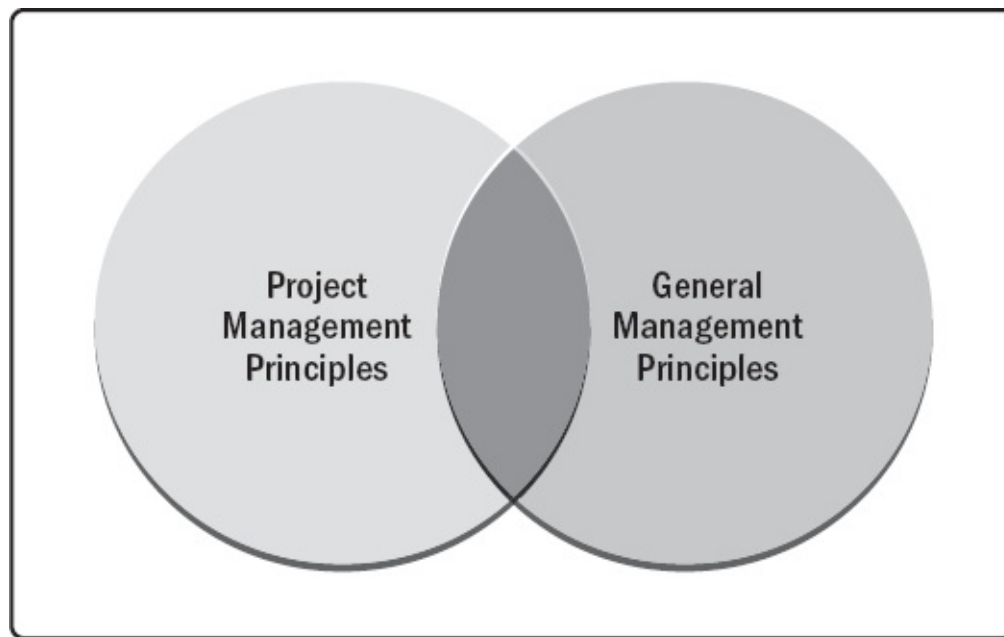 Project
Management
Principles
General
Management
Principles